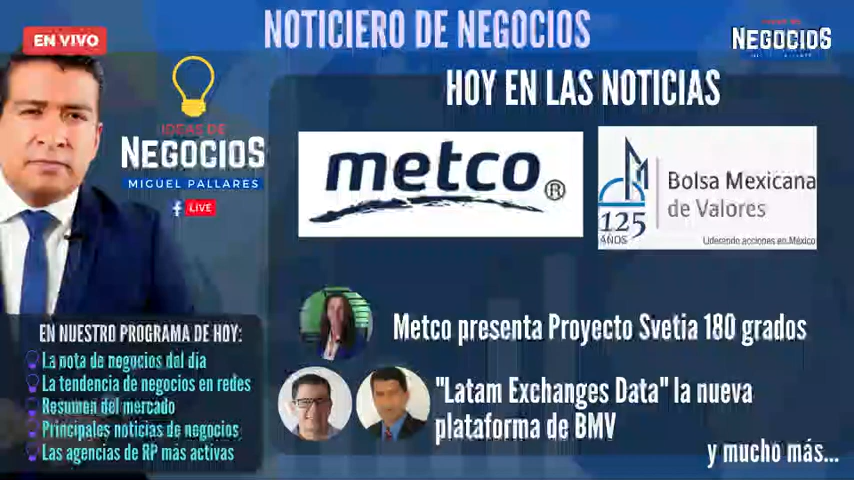 EN VIVO
NOTICIERO DE NEGOCIOS
NEGOCIOS
IDEAS DE
NEGOCIOS
MIGUEL PALLARES
LIVE
HOY EN LAS NOTICIAS
metco®
125
AÑOS
Bolsa Mexicana
de Valores
Liderando acciones en México
Metco presenta Proyecto Svetia 180 grados
"Latam Exchanges Data" la nueva
plataforma de BMV
y mucho más...
EN NUESTRO PROGRAMA DE HOY:
La nota de negocios del día
La tendencia de negocios en redes
Resumen del mercado
Principales noticias de negocios
Las agencias de RP más activas